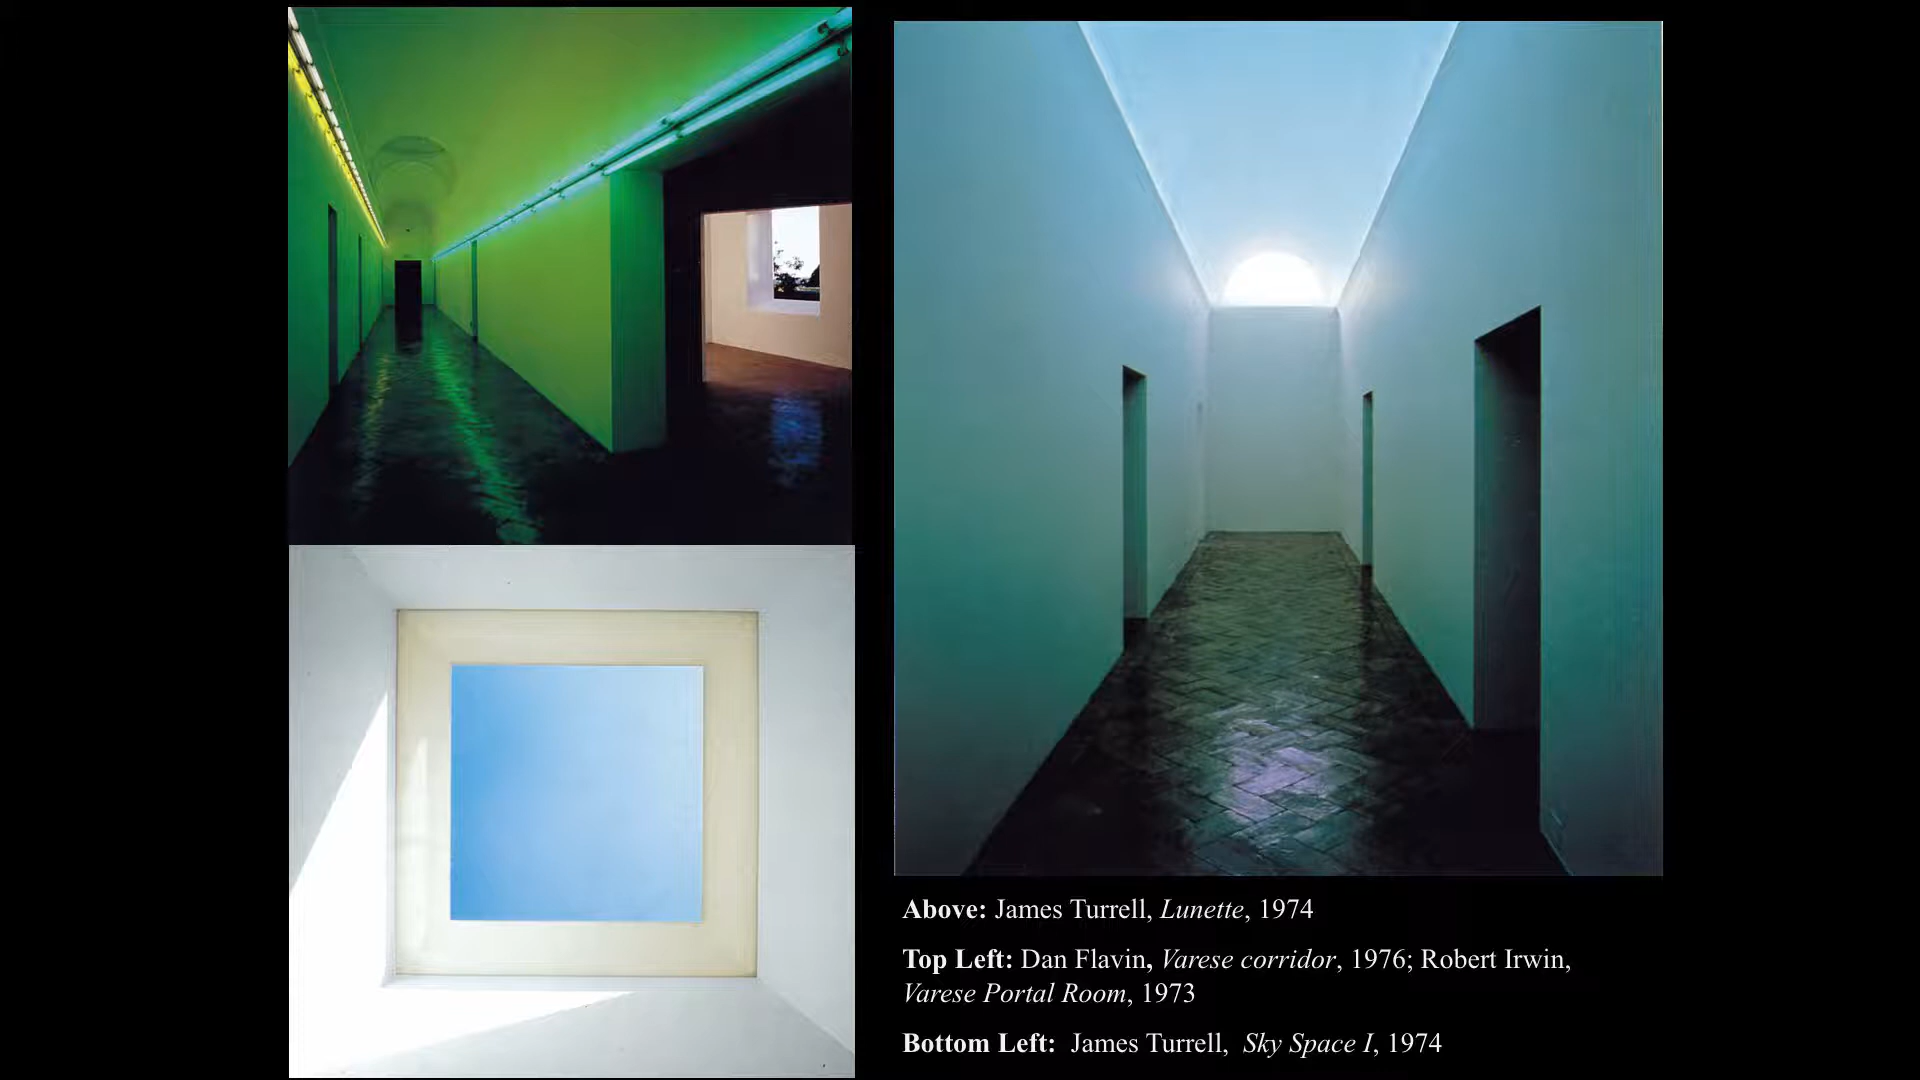 Above: James Turrell, Lunette, 1974
Top Left: Dan Flavin, Varese corridor, 1976; Robert Irwin,
Varese Portal Room, 1973
Bottom Left: James Turrell, Sky Space I, 1974